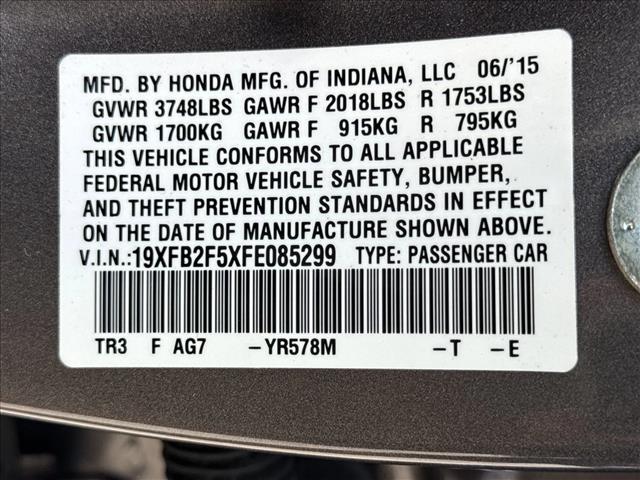 MFD. BY HONDA MFG. OF INDIANA, LLC 06/'15
GVWR 3748LBS GAWR F 2018LBS R 1753LBS
GVWR 1700KG GAWR F 915KG R 795KG
THIS VEHICLE CONFORMS TO ALL APPLICABLE
FEDERAL MOTOR VEHICLE SAFETY, BUMPER,
AND THEFT PREVENTION STANDARDS IN EFFECT
ON THE DATE OF MANUFACTURE SHOWN ABOVE.
V.I.N.:19XFB2F5XFE085299 TYPE: PASSENGER CAR
TR3 F AG7 –YR578M –T –E